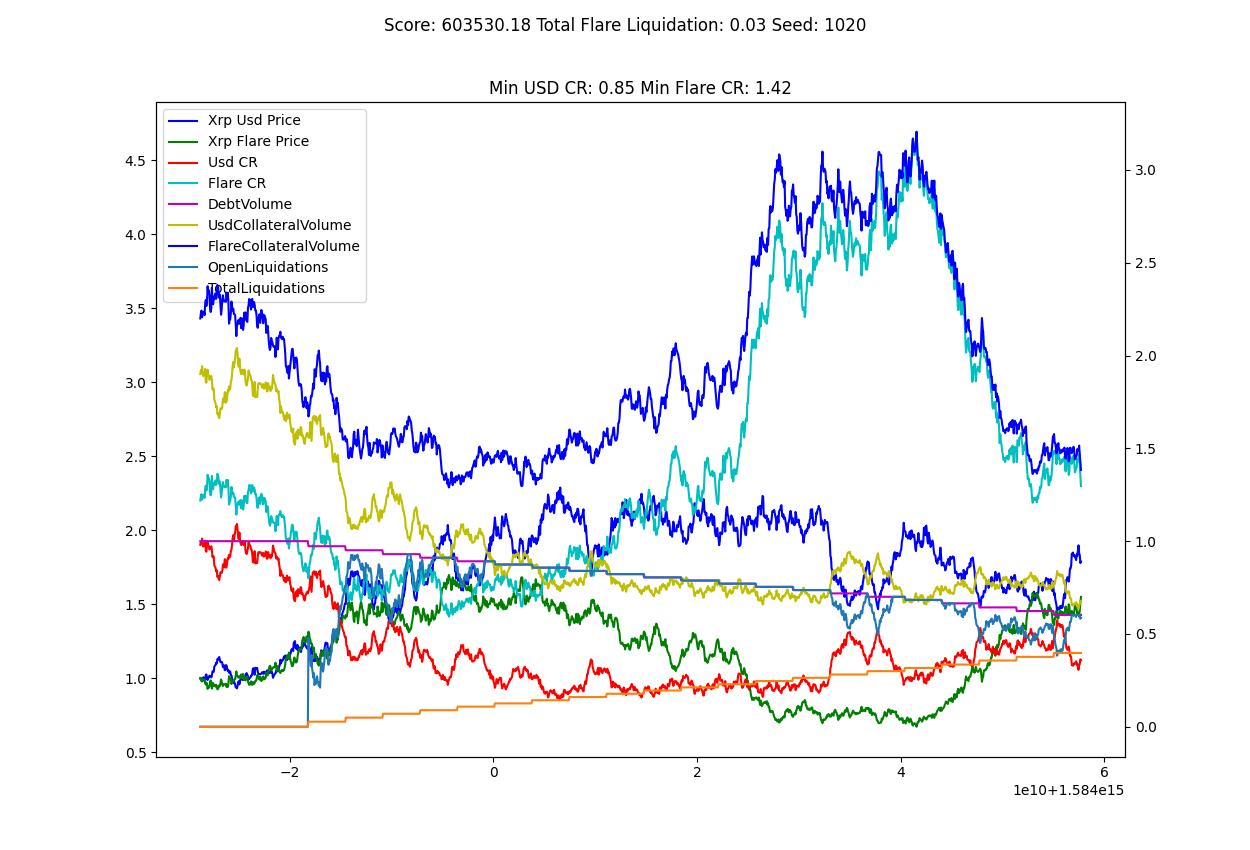 Score: 603530.18 Total Flare Liquidation: 0.03 Seed: 1020
Min USD CR: 0.85 Min Flare CR: 1.42
Xrp Usd Price
Xrp Flare Price
Usd CR
Flare CR
DebtVolume
UsdCollateralVolume
FlareCollateralVolume
OpenLiquidations
TotalLiquidations
4.5
4.0
3.5
3.0
2.5
2.0
1.5
1.0
0.5
3.0
2.5
2.0
1.5
1.0
0.5
0.0
−2
0
2
4
6
1e10+1.584e15